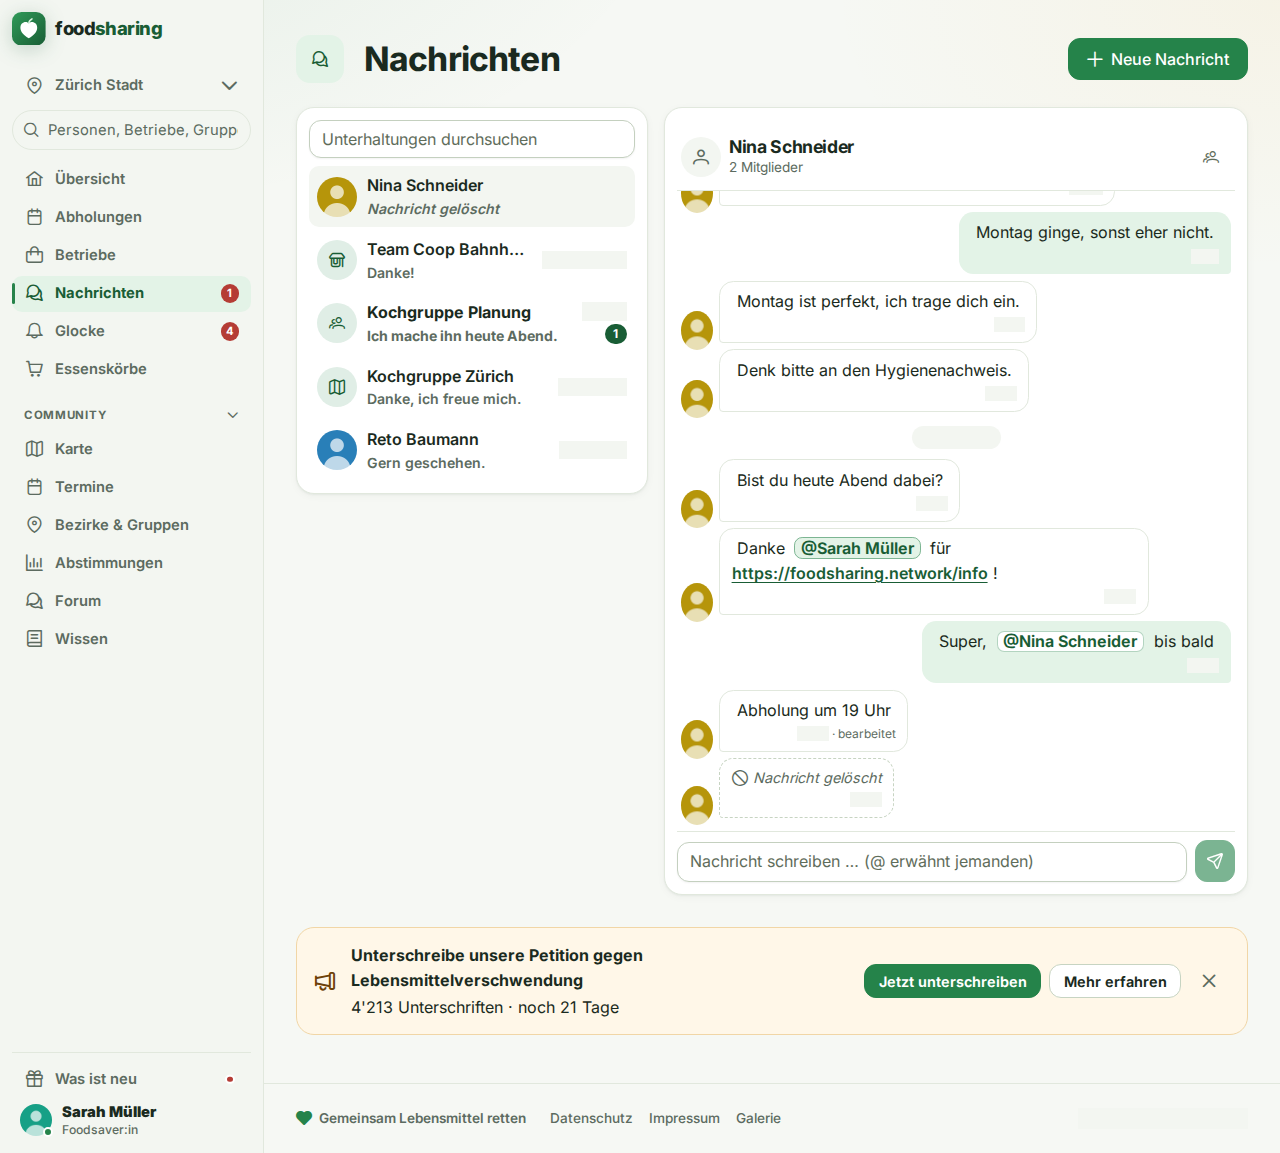 foodsharing
Zürich Stadt
Personen, Betriebe, Grupp
Übersicht
Abholungen
Betriebe
Nachrichten 1
Glocke 4
Essenskörbe
COMMUNITY
Karte
Termine
Bezirke & Gruppen
Abstimmungen
Forum
Wissen
Was ist neu
Sarah Müller
Foodsaver:in
Nachrichten
Neue Nachricht
Unterhaltungen durchsuchen
Nina Schneider
Nachricht gelöscht
Team Coop Bahnh...
Danke!
Kochgruppe Planung
Ich mache ihn heute Abend. 1
Kochgruppe Zürich
Danke, ich freue mich.
Reto Baumann
Gern geschehen.
Nina Schneider
2 Mitglieder
Montag ginge, sonst eher nicht.
Montag ist perfekt, ich trage dich ein.
Denk bitte an den Hygienenachweis.
Bist du heute Abend dabei?
Danke @Sarah Müller für
https://foodsharing.network/info !
Super, @Nina Schneider bis bald
Abholung um 19 Uhr
· bearbeitet
Nachricht gelöscht
Nachricht schreiben ... (@ erwähnt jemanden)
Unterschreibe unsere Petition gegen
Lebensmittelverschwendung
4'213 Unterschriften · noch 21 Tage
Jetzt unterschreiben
Mehr erfahren
Gemeinsam Lebensmittel retten
Datenschutz
Impressum
Galerie